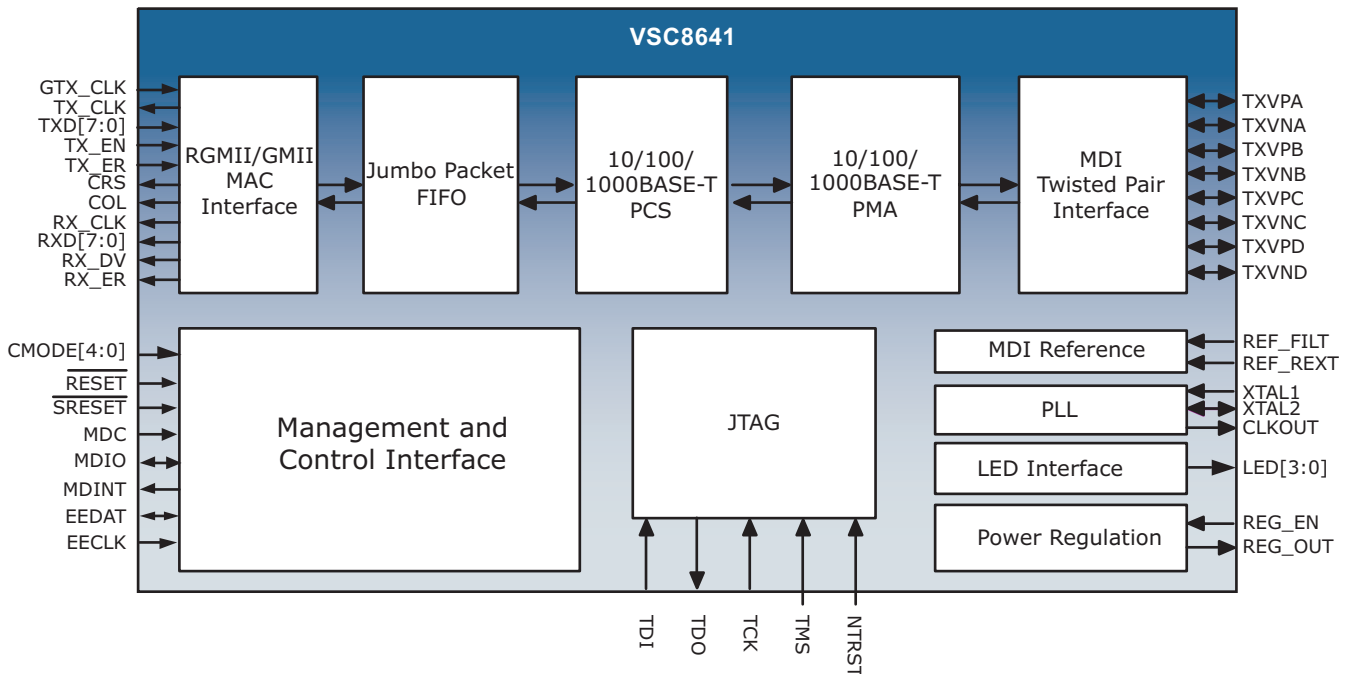 VSC8641
GTX_CLK
TX_CLK
TXD[7:0]
TX_EN
TX_ER
CRS
COL
RX_CLK
RXD[7:0]
RX_DV
RX_ER
RGMII/GMII
MAC
Interface
Jumbo Packet
FIFO
10/100/
1000BASE-T
PCS
10/100/
1000BASE-T
PMA
MDI
Twisted Pair
Interface
TXVPA
TXVNA
TXVPB
TXVNB
TXVPC
TXVNC
TXVPD
TXVND
CMODE[4:0]
RESET
SRESET
MDC
MDIO
MDINT
EEDAT
EECLK
Management and
Control Interface
JTAG
TDI
TDO
TCK
TMS
NTRST
MDI Reference
PLL
LED Interface
Power Regulation
REF_FILT
REF_REXT
XTAL1
XTAL2
CLKOUT
LED[3:0]
REG_EN
REG_OUT